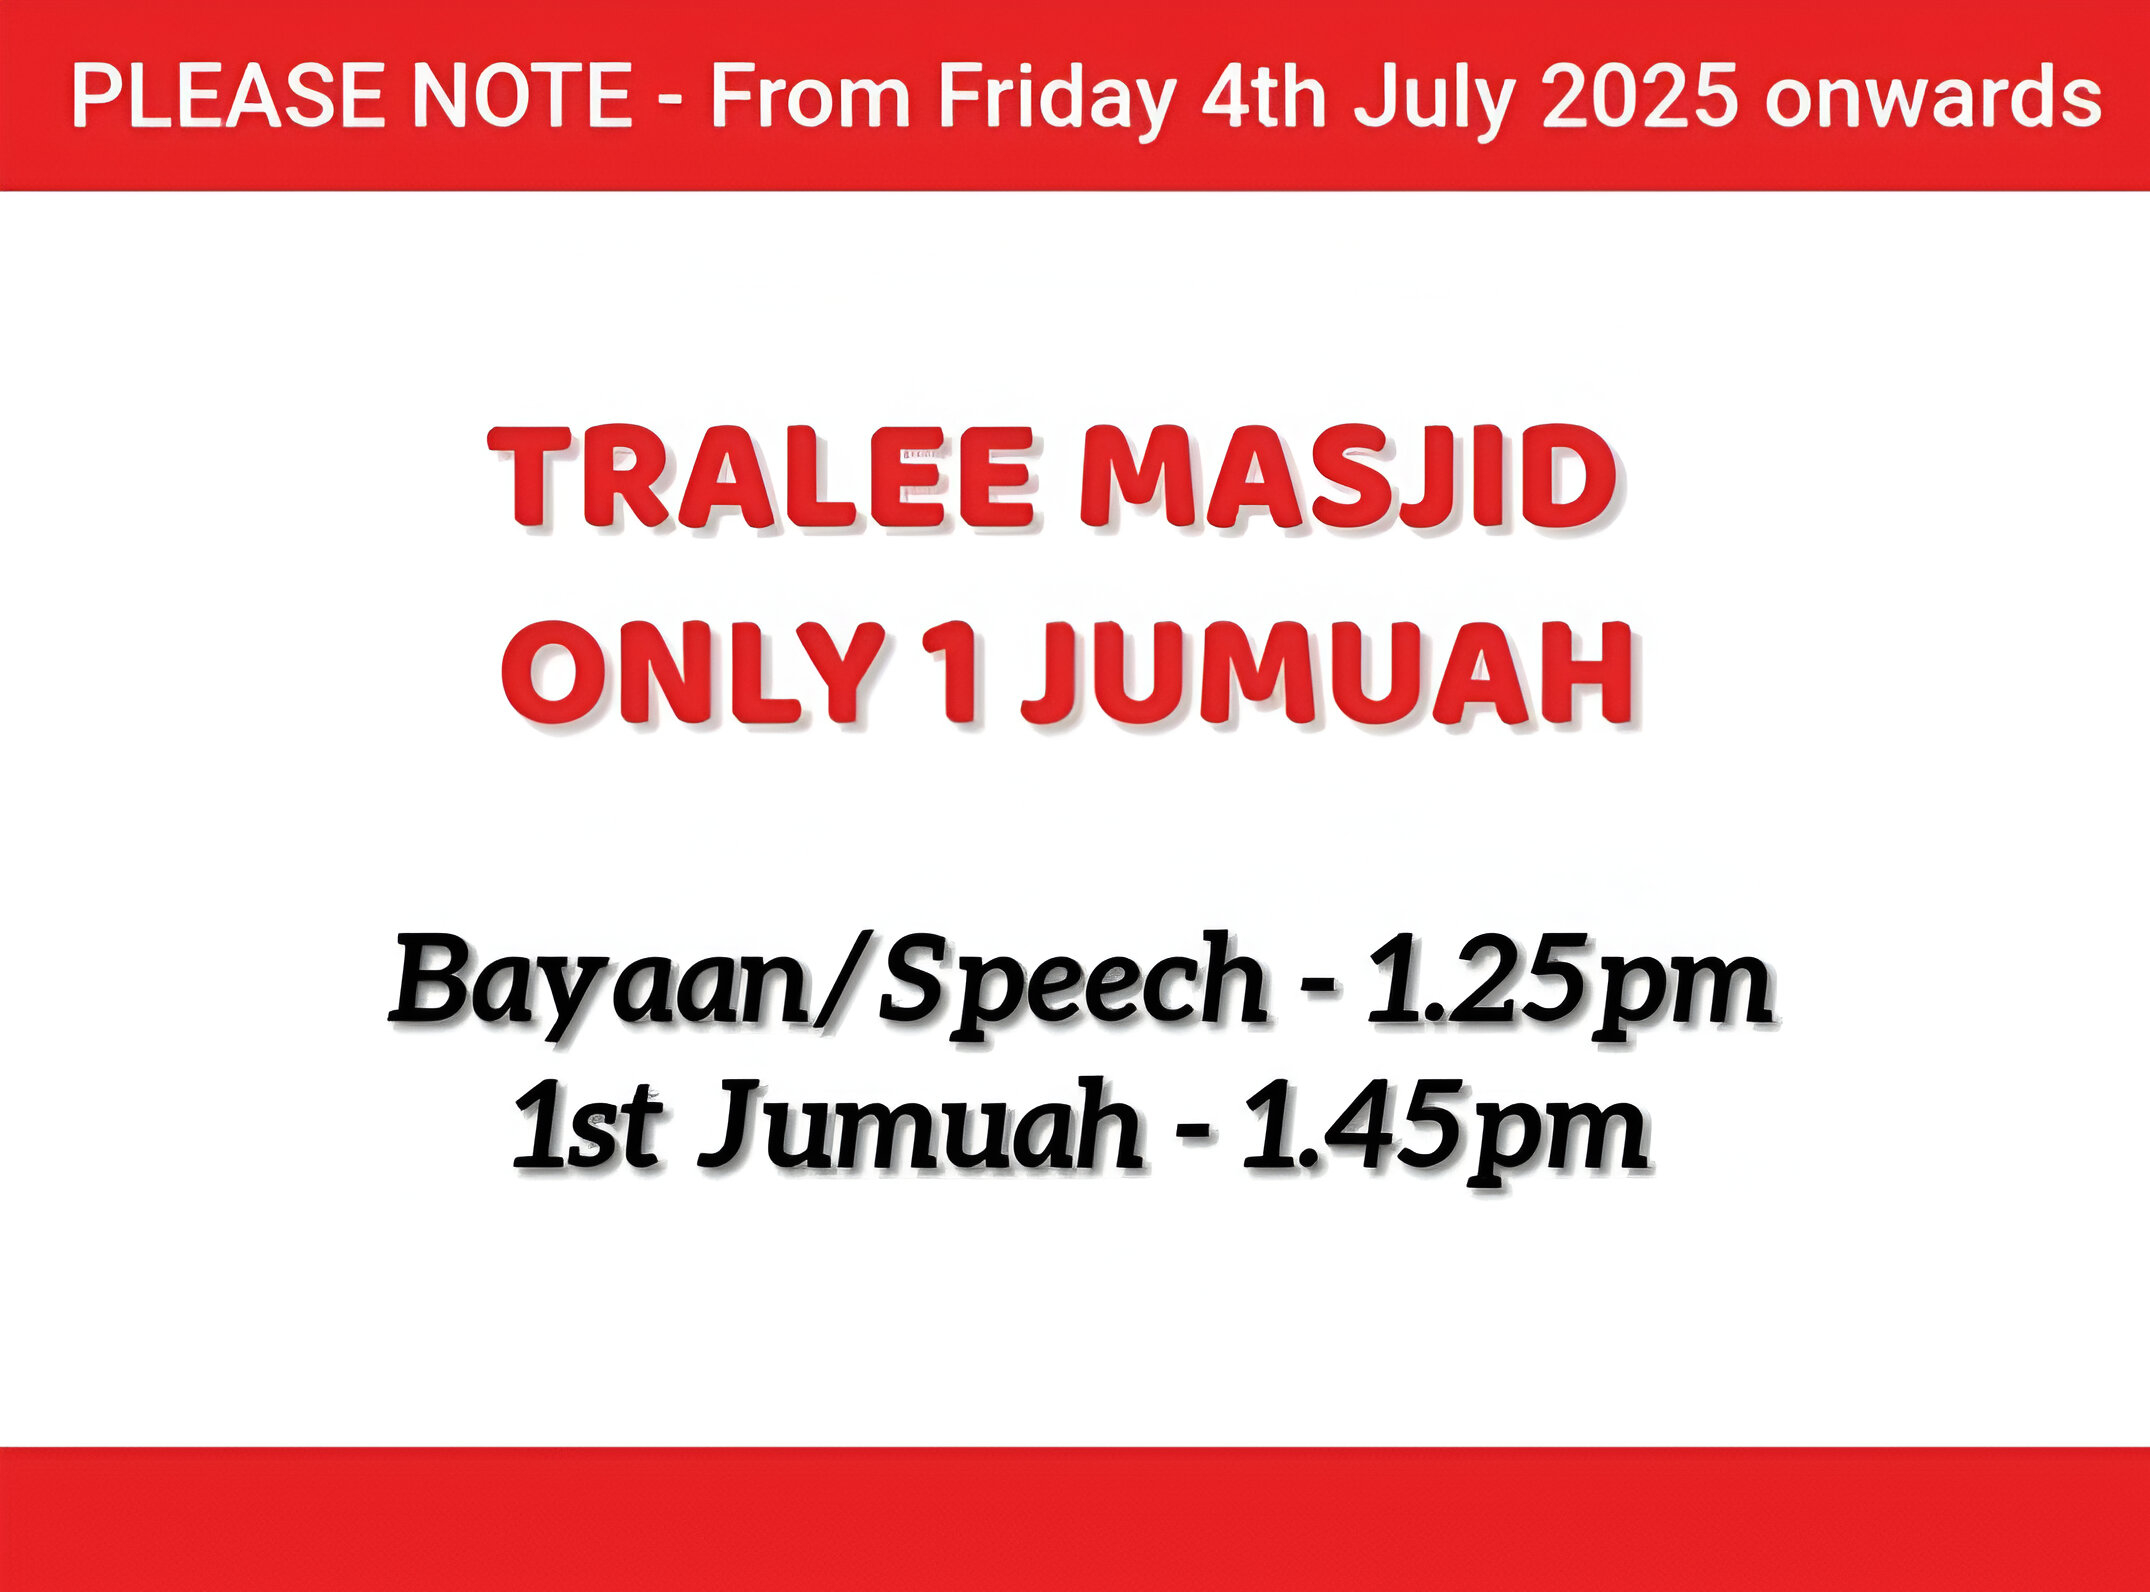 PLEASE NOTE - From Friday 4th July 2025 onwards
TRALEE MASJID
ONLY 1 JUMUAH
Bayaan/Speech - 1.25pm
1st Jumuah - 1.45pm